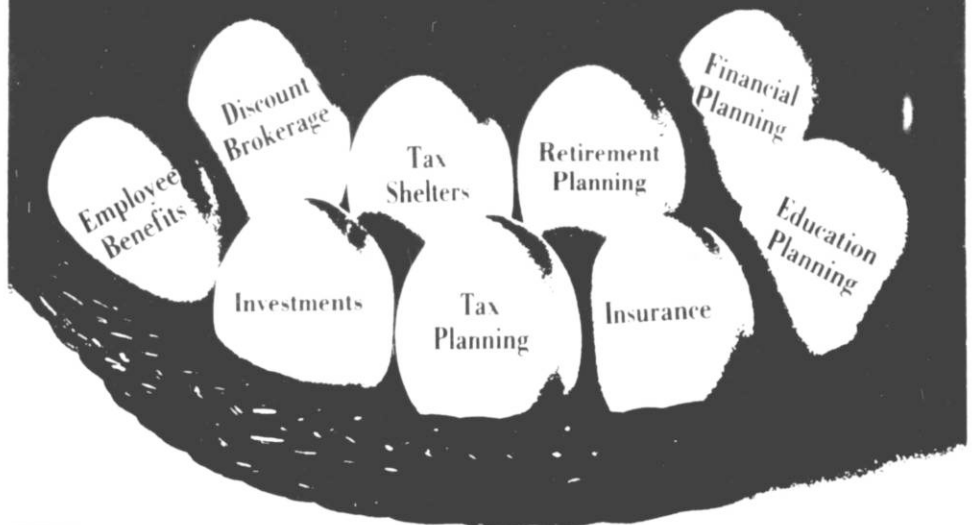 Employee
Benefits
Discount
Brokerage
Tax
Shelters
Retirement
Planning
Financial
Planning
Education
Planning
Investments
Tax
Planning
Insurance